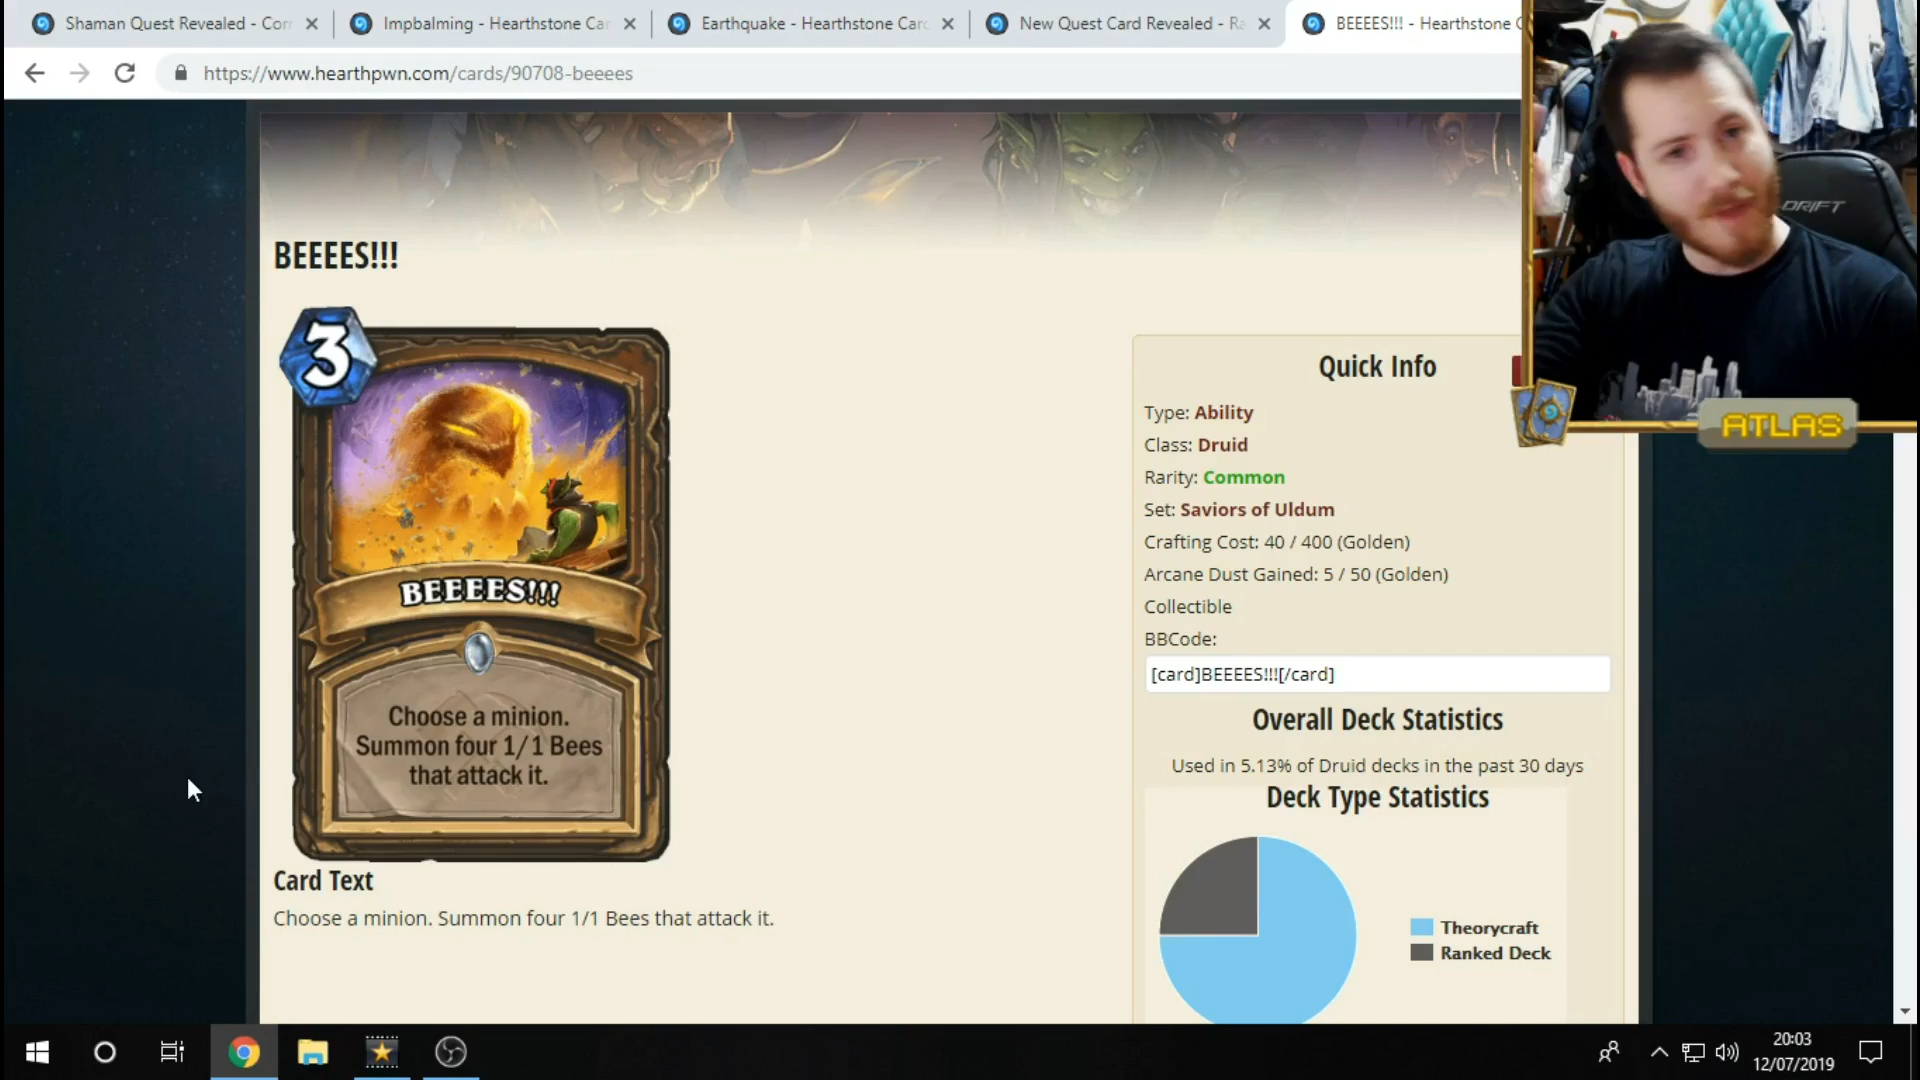 Shaman Quest Revealed - Cor
Impbalming - Hearthstone Car
Earthquake - Hearthstone Card
New Quest Card Revealed - Ra
BEEEES!!! - Hearthstone C
https://www.hearthpwn.com/cards/90708-beeees
DRIFT
ATLAS
BEEEES!!!
3
BEEEES!!!
Choose a minion.
Summon four 1/1 Bees
that attack it.
Card Text
Choose a minion. Summon four 1/1 Bees that attack it.
Quick Info
Type: Ability
Class: Druid
Rarity: Common
Set: Saviors of Uldum
Crafting Cost: 40 / 400 (Golden)
Arcane Dust Gained: 5 / 50 (Golden)
Collectible
BBCode:
[card]BEEEES!!![/card]
Overall Deck Statistics
Used in 5.13% of Druid decks in the past 30 days
Deck Type Statistics
Theorycraft
Ranked Deck
20:03
12/07/2019